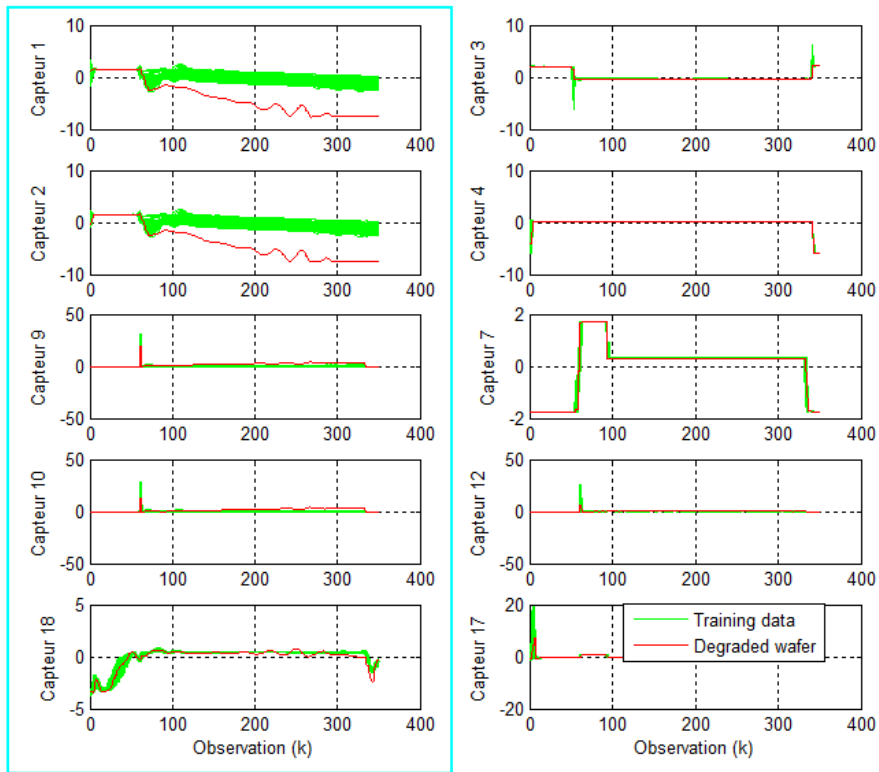 10
0
-10
0 100 200 300 400
Capteur 1
10
0
-10
0 100 200 300 400
Capteur 2
50
0
-50
0 100 200 300 400
Capteur 9
50
0
-50
0 100 200 300 400
Capteur 10
5
0
-5
0 100 200 300 400
Capteur 18
Observation (k)
10
0
-10
0 100 200 300 400
Capteur 3
10
0
-10
0 100 200 300 400
Capteur 4
2
0
-2
0 100 200 300 400
Capteur 7
50
0
-50
0 100 200 300 400
Capteur 12
20
0
-20
0 100 200 300 400
Capteur 17
Training data
Degraded wafer
Observation (k)